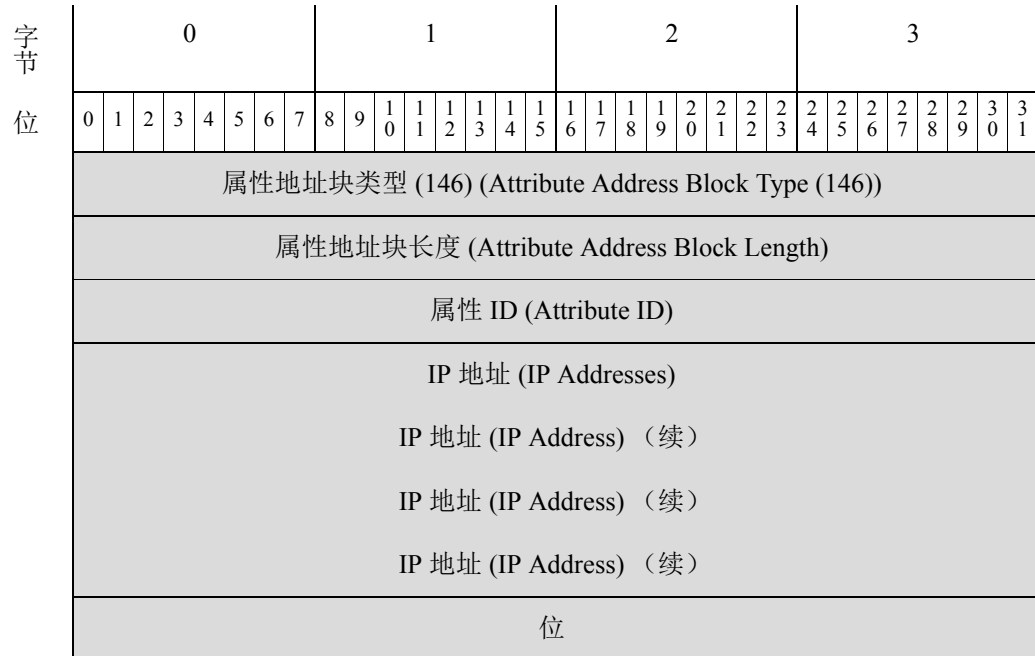 字节 0 1 2 3
位 0 1 2 3 4 5 6 7 8 9 10 11 12 13 14 15 16 17 18 19 20 21 22 23 24 25 26 27 28 29 30 31
属性地址块类型 (146) (Attribute Address Block Type (146))
属性地址块长度 (Attribute Address Block Length)
属性 ID (Attribute ID)
IP 地址 (IP Addresses)
IP 地址 (IP Address) （续）
IP 地址 (IP Address) （续）
IP 地址 (IP Address) （续）
位